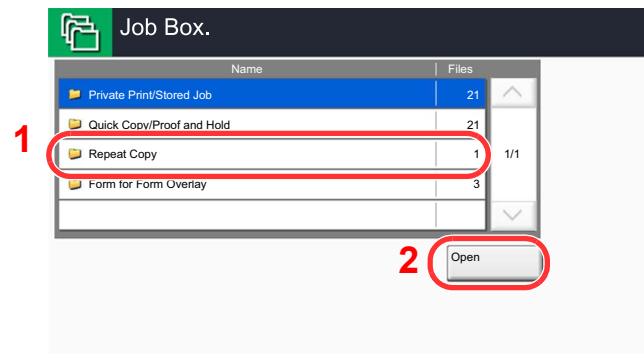 Job Box.
Name Files
Private Print/Stored Job 21
Quick Copy/Proof and Hold 21
1
Repeat Copy 1 1/1
Form for Form Overlay 3
2
Open